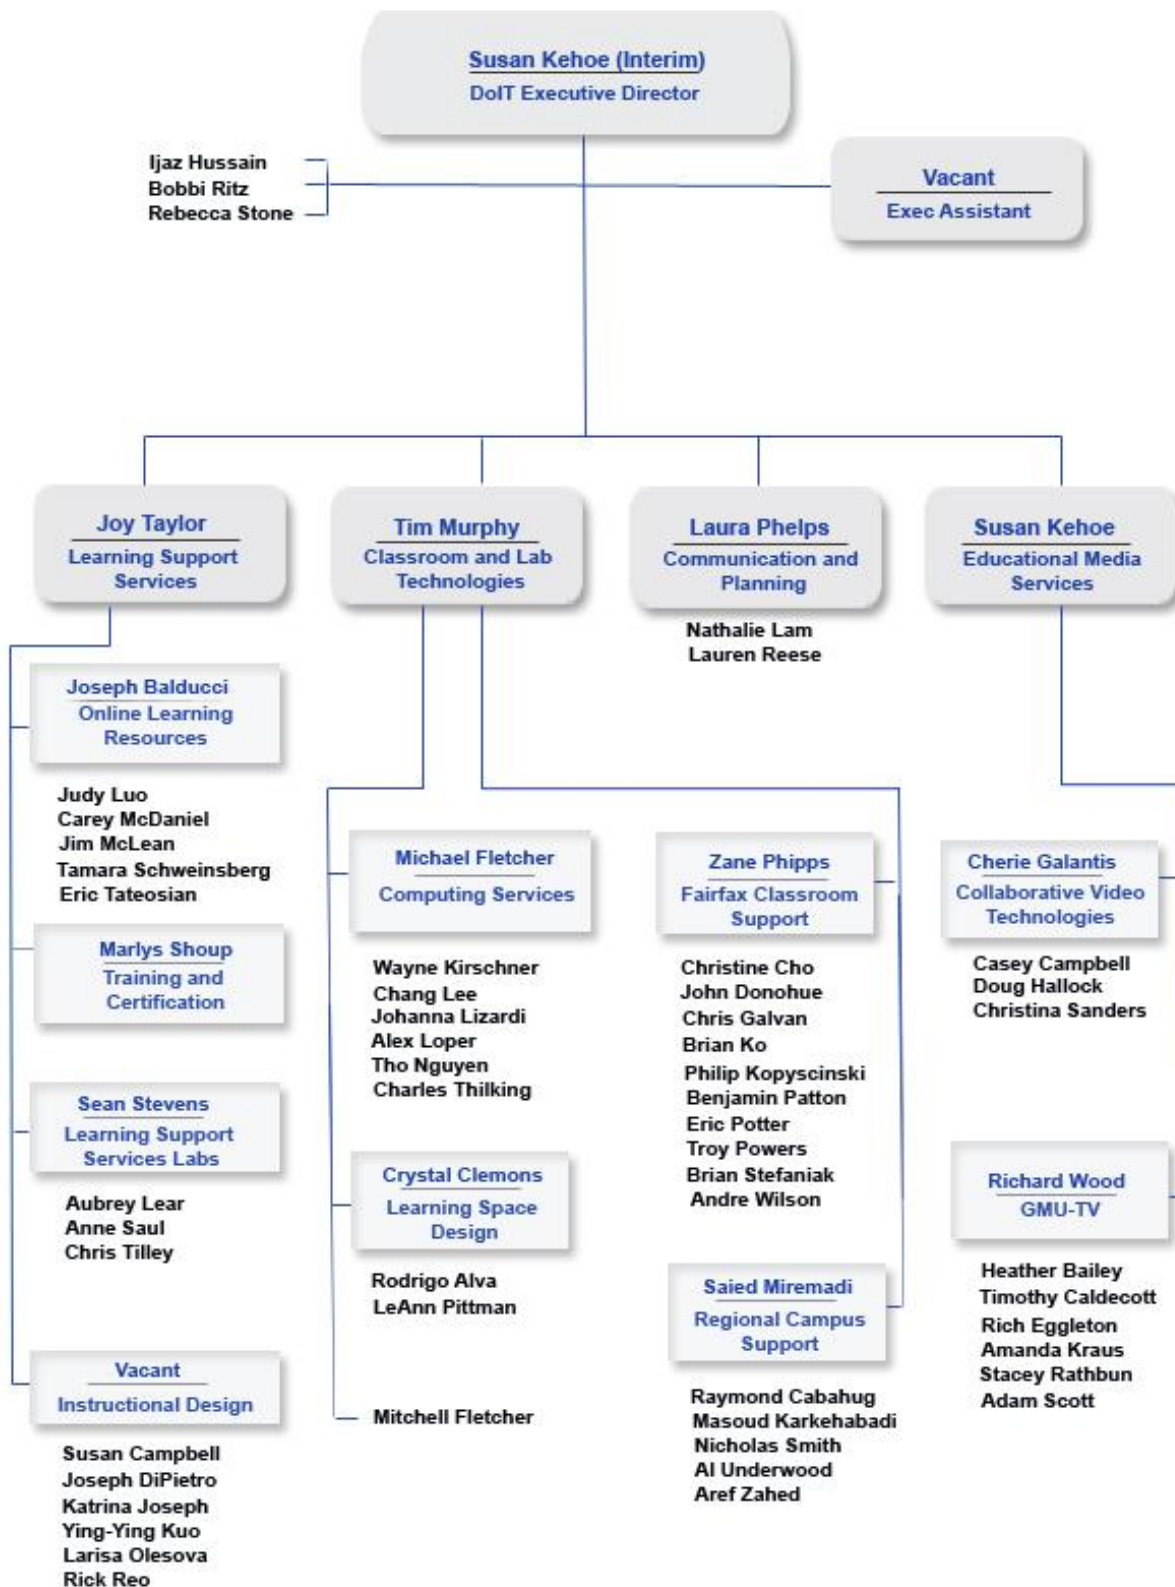 Susan Kehoe (Interim)
DoIT Executive Director
Ijaz Hussain
Bobbi Ritz
Rebecca Stone
Vacant
Exec Assistant
Joy Taylor
Learning Support
Services
Tim Murphy
Classroom and Lab
Technologies
Laura Phelps
Communication and
Planning
Nathalie Lam
Lauren Reese
Susan Kehoe
Educational Media
Services
Joseph Balducci
Online Learning
Resources
Judy Luo
Carey McDaniel
Jim McLean
Tamara Schweinsberg
Eric Tateosian
Marlys Shoup
Training and
Certification
Sean Stevens
Learning Support
Services Labs
Aubrey Lear
Anne Saul
Chris Tilley
Vacant
Instructional Design
Susan Campbell
Joseph DiPietro
Katrina Joseph
Ying-Ying Kuo
Larisa Olesova
Rick Reo
Michael Fletcher
Computing Services
Wayne Kirschner
Chang Lee
Johanna Lizardi
Alex Loper
Tho Nguyen
Charles Thilking
Crystal Clemons
Learning Space
Design
Rodrigo Alva
LeAnn Pittman
Mitchell Fletcher
Zane Phipps
Fairfax Classroom
Support
Christine Cho
John Donohue
Chris Galvan
Brian Ko
Philip Kopyscinski
Benjamin Patton
Eric Potter
Troy Powers
Brian Stefaniak
Andre Wilson
Saied Miremadi
Regional Campus
Support
Raymond Cabahug
Masoud Karkehabadi
Nicholas Smith
Al Underwood
Aref Zahed
Cherie Galantis
Collaborative Video
Technologies
Casey Campbell
Doug Hallock
Christina Sanders
Richard Wood
GMU-TV
Heather Bailey
Timothy Caldecott
Rich Eggleton
Amanda Kraus
Stacey Rathbun
Adam Scott